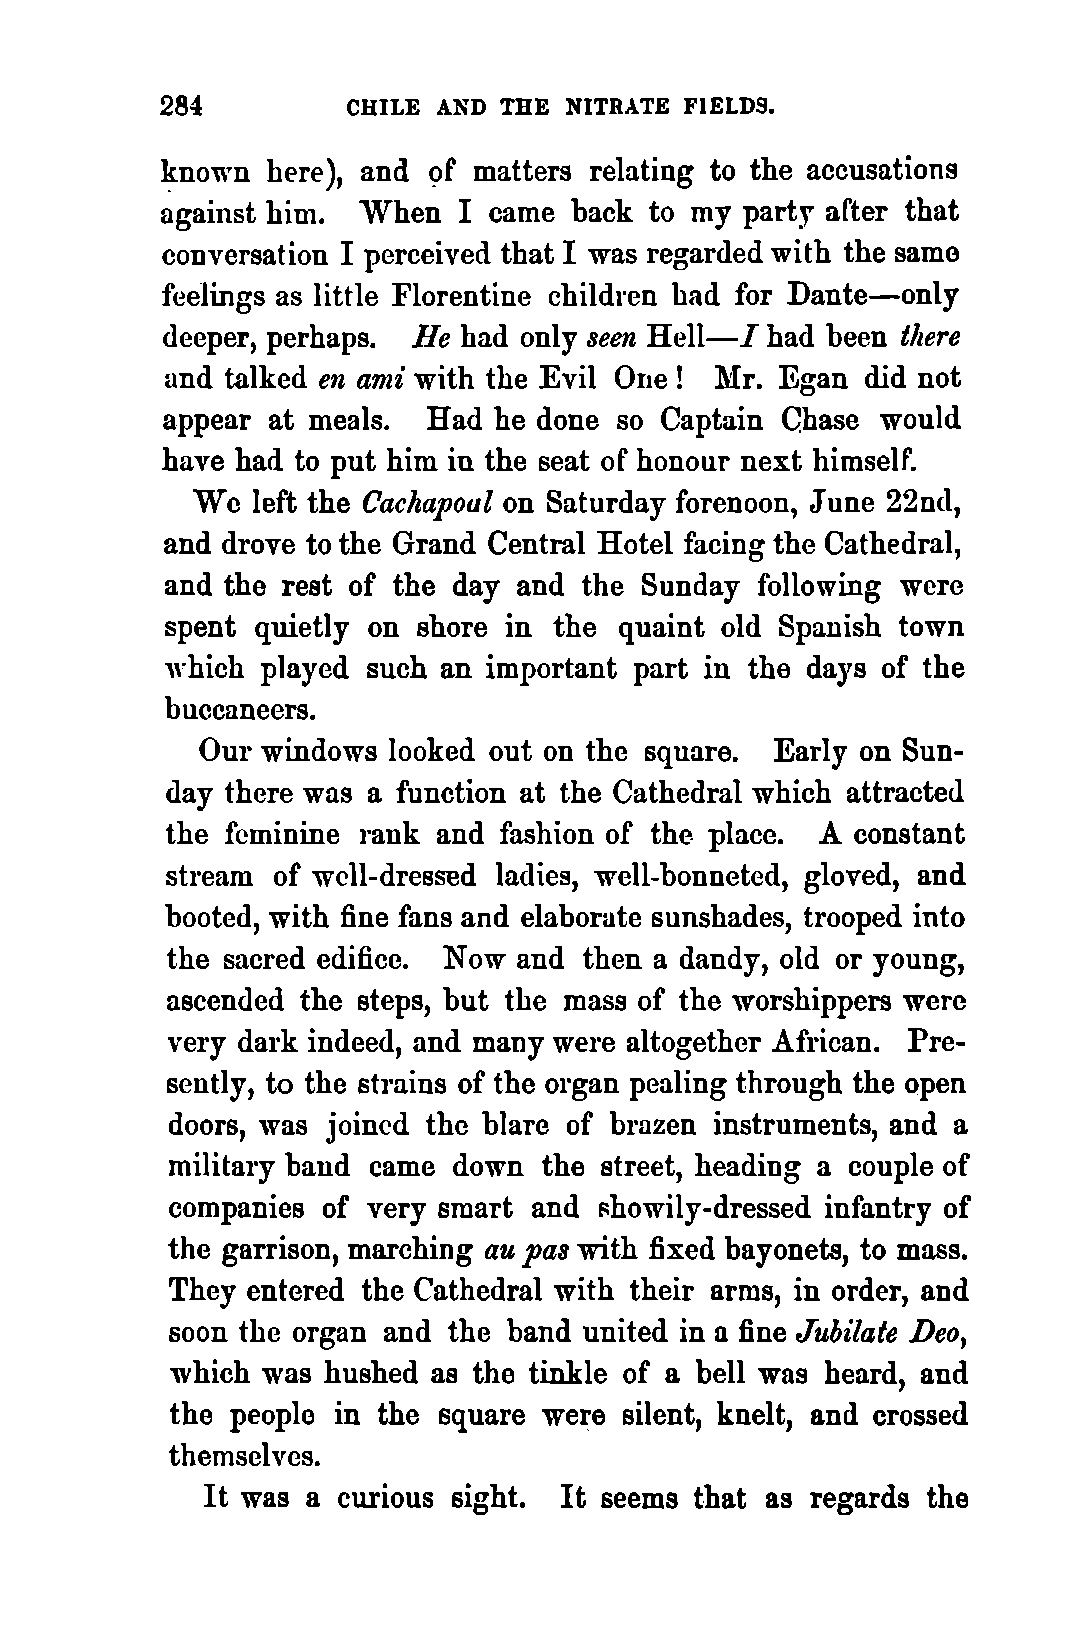 284 CHILE AND THE NITRATE FIELDS.
known here), and of matters relating to the accusations
against him. When I came back to my party after that
conversation I perceived that I was regarded with the same
feelings as little Florentine children had for Dante—only
deeper, perhaps. He had only seen Hell—I had been there
and talked en ami with the Evil One! Mr. Egan did not
appear at meals. Had he done so Captain Chase would
have had to put him in the seat of honour next himself.
We left the Cachapoal on Saturday forenoon, June 22nd,
and drove to the Grand Central Hotel facing the Cathedral,
and the rest of the day and the Sunday following were
spent quietly on shore in the quaint old Spanish town
which played such an important part in the days of the
buccaneers.
Our windows looked out on the square. Early on Sun-
day there was a function at the Cathedral which attracted
the feminine rank and fashion of the place. A constant
stream of well-dressed ladies, well-bonneted, gloved, and
booted, with fine fans and elaborate sunshades, trooped into
the sacred edifice. Now and then a dandy, old or young,
ascended the steps, but the mass of the worshippers were
very dark indeed, and many were altogether African. Pre-
sently, to the strains of the organ pealing through the open
doors, was joined the blare of brazen instruments, and a
military band came down the street, heading a couple of
companies of very smart and showily-dressed infantry of
the garrison, marching au pas with fixed bayonets, to mass.
They entered the Cathedral with their arms, in order, and
soon the organ and the band united in a fine Jubilate Deo,
which was hushed as the tinkle of a bell was heard, and
the people in the square were silent, knelt, and crossed
themselves.
It was a curious sight. It seems that as regards the